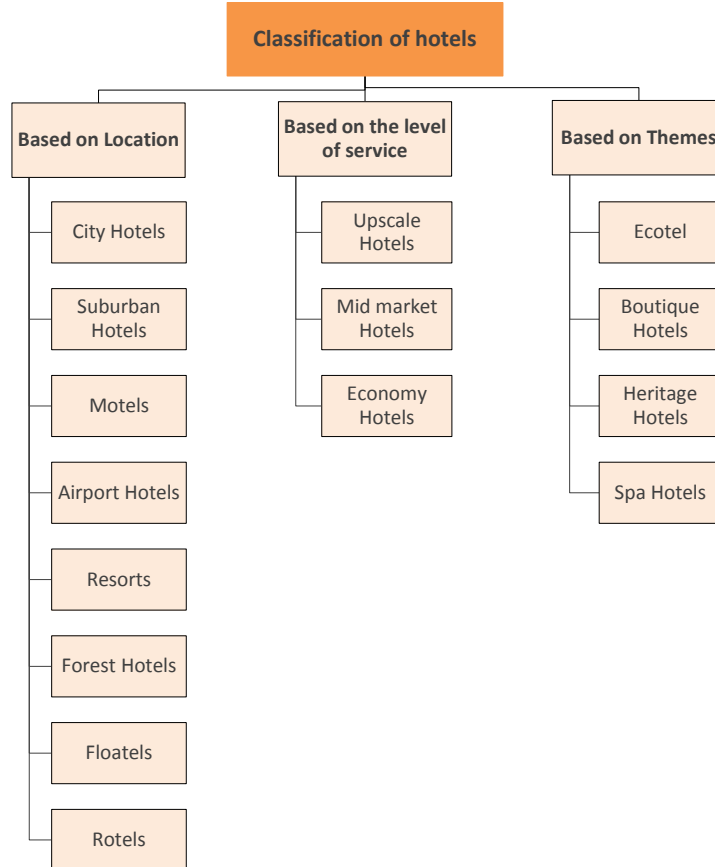 Classification of hotels
Based on Location
City Hotels
Suburban
Hotels
Motels
Airport Hotels
Resorts
Forest Hotels
Floatels
Rotels
Based on the level
of service
Upscale
Hotels
Mid market
Hotels
Economy
Hotels
Based on Themes
Ecotel
Boutique
Hotels
Heritage
Hotels
Spa Hotels